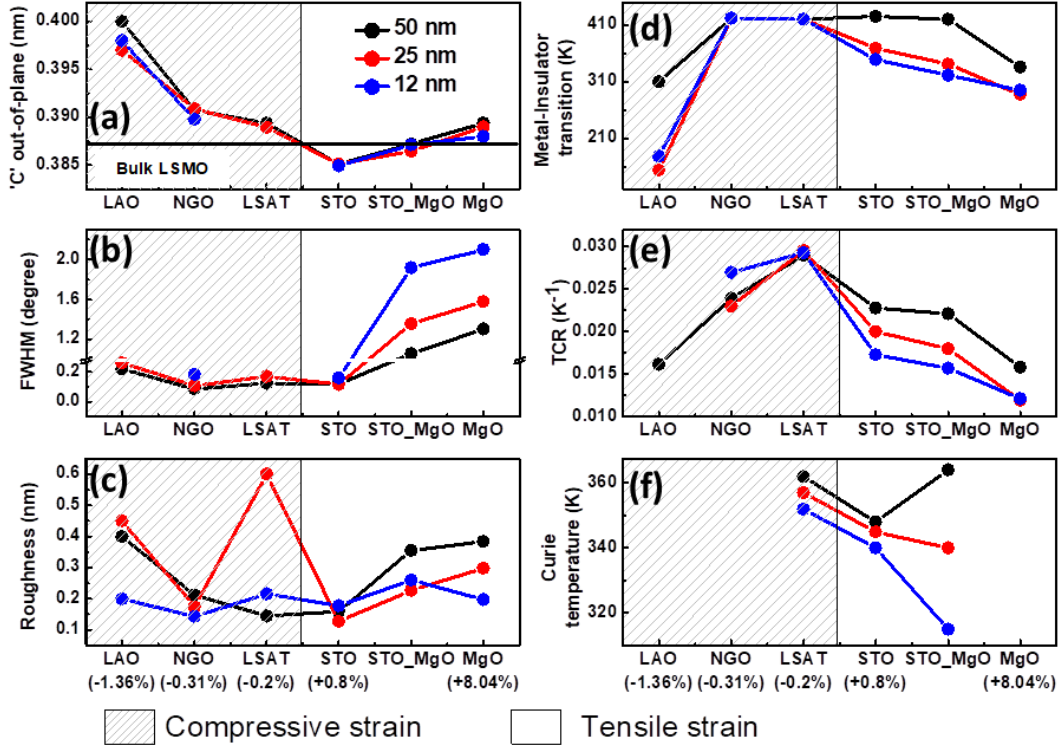 'C' out-of-plane (nm)
0.400
0.395
0.390
0.385
(a)
Bulk LSMO
50 nm
25 nm
12 nm
LAO NGO LSAT STO STO_MgO MgO
Metal-Insulator
transition (K)
410
310
210
(d)
LAO NGO LSAT STO STO_MgO MgO
FWHM (degree)
2.0
1.6
1.2
0.2
0.0
(b)
LAO NGO LSAT STO STO_MgO MgO
TCR (K-1)
0.030
0.025
0.020
0.015
0.010
(e)
LAO NGO LSAT STO STO_MgO MgO
Roughness (nm)
0.6
0.5
0.4
0.3
0.2
0.1
(c)
LAO NGO LSAT STO STO_MgO MgO
(-1.36%) (-0.31%) (-0.2%) (+0.8%) (+8.04%)
Curie
temperature (K)
360
340
320
(f)
LAO NGO LSAT STO STO_MgO MgO
(-1.36%) (-0.31%) (-0.2%) (+0.8%) (+8.04%)
Compressive strain
Tensile strain